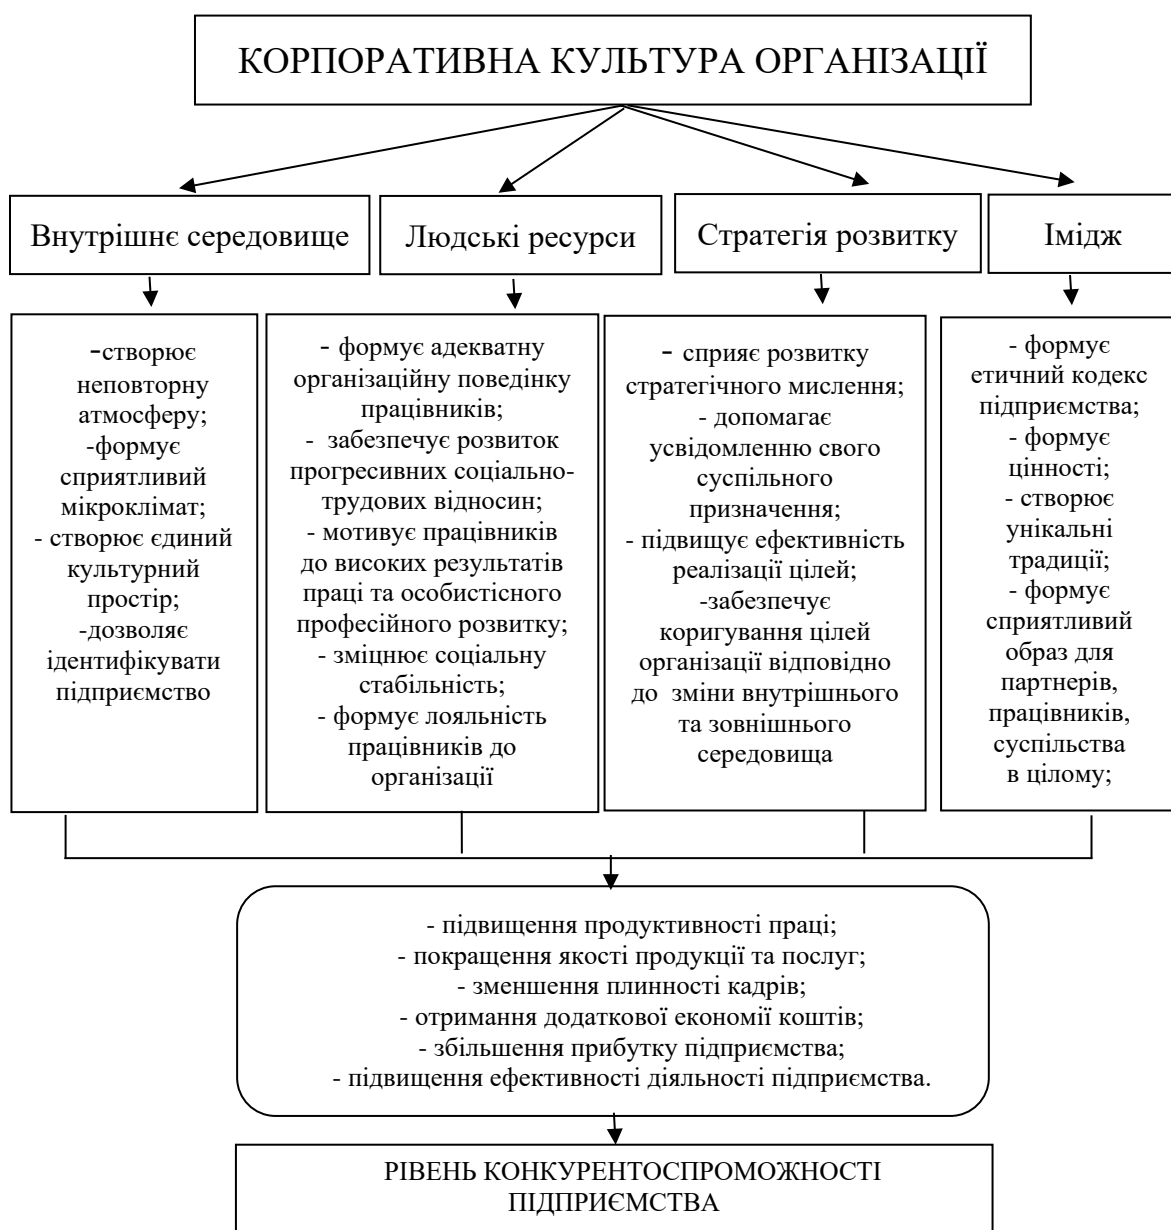 КОРПОРАТИВНА КУЛЬТУРА ОРГАНІЗАЦІЇ
Внутрішнє середовище
Людські ресурси
Стратегія розвитку
Імідж
-створює
неповторну
атмосферу;
-формує
сприятливий
мікроклімат;
- створює єдиний
культурний
простір;
-дозволяє
ідентифікувати
підприємство
- формує адекватну
організаційну поведінку
працівників;
- забезпечує розвиток
прогресивних соціально-
трудових відносин;
- мотивує працівників
до високих результатів
праці та особистісного
професійного розвитку;
- зміцнює соціальну
стабільність;
- формує лояльність
працівників до
організації
- сприяє розвитку
стратегічного мислення;
- допомагає
усвідомленню свого
суспільного
призначення;
- підвищує ефективність
реалізації цілей;
-забезпечує
коригування цілей
організації відповідно
до зміни внутрішнього
та зовнішнього
середовища
- формує
етичний кодекс
підприємства;
- формує
цінності;
- створює
унікальні
традиції;
- формує
сприятливий
образ для
партнерів,
працівників,
суспільства
в цілому;
- підвищення продуктивності праці;
- покращення якості продукції та послуг;
- зменшення плинності кадрів;
- отримання додаткової економії коштів;
- збільшення прибутку підприємства;
- підвищення ефективності діяльності підприємства.
РІВЕНЬ КОНКУРЕНТОСПРОМОЖНОСТІ
ПІДПРИЄМСТВА